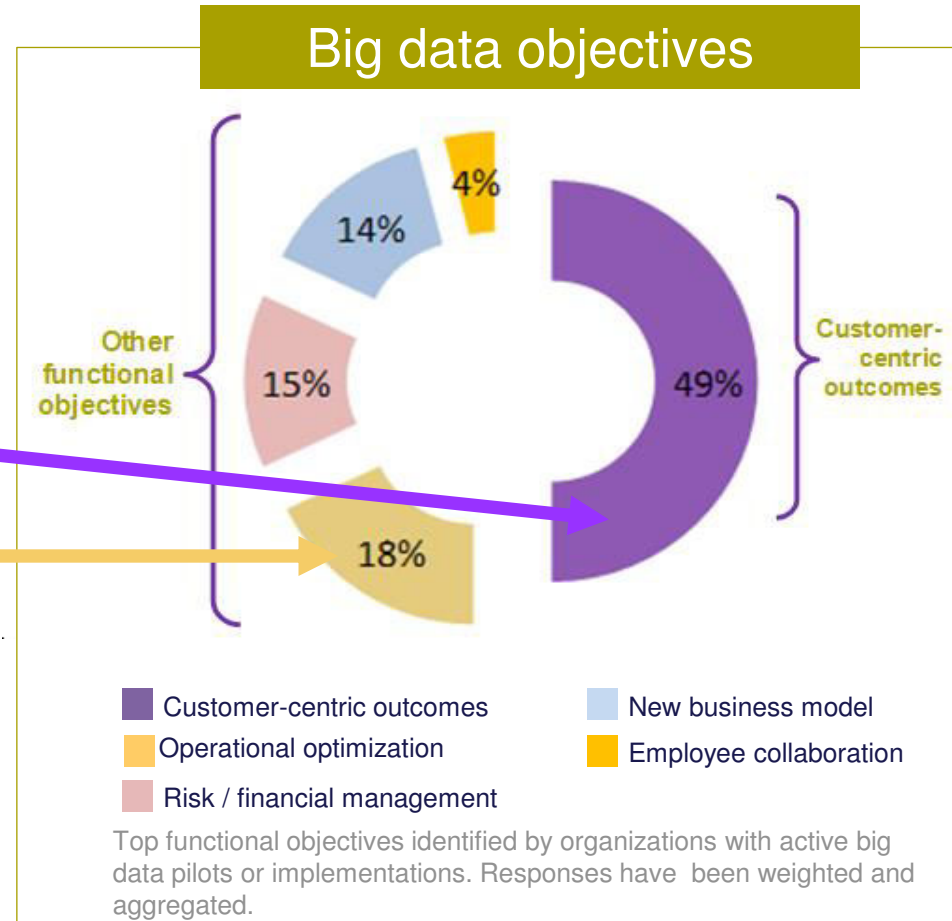 Big data objectives
4%
14%
Other
functional
objectives
15%
49%
Customer-
centric
outcomes
18%
.
Customer-centric outcomes
New business model
Operational optimization
Employee collaboration
Risk / financial management
Top functional objectives identified by organizations with active big
data pilots or implementations. Responses have been weighted and
aggregated.